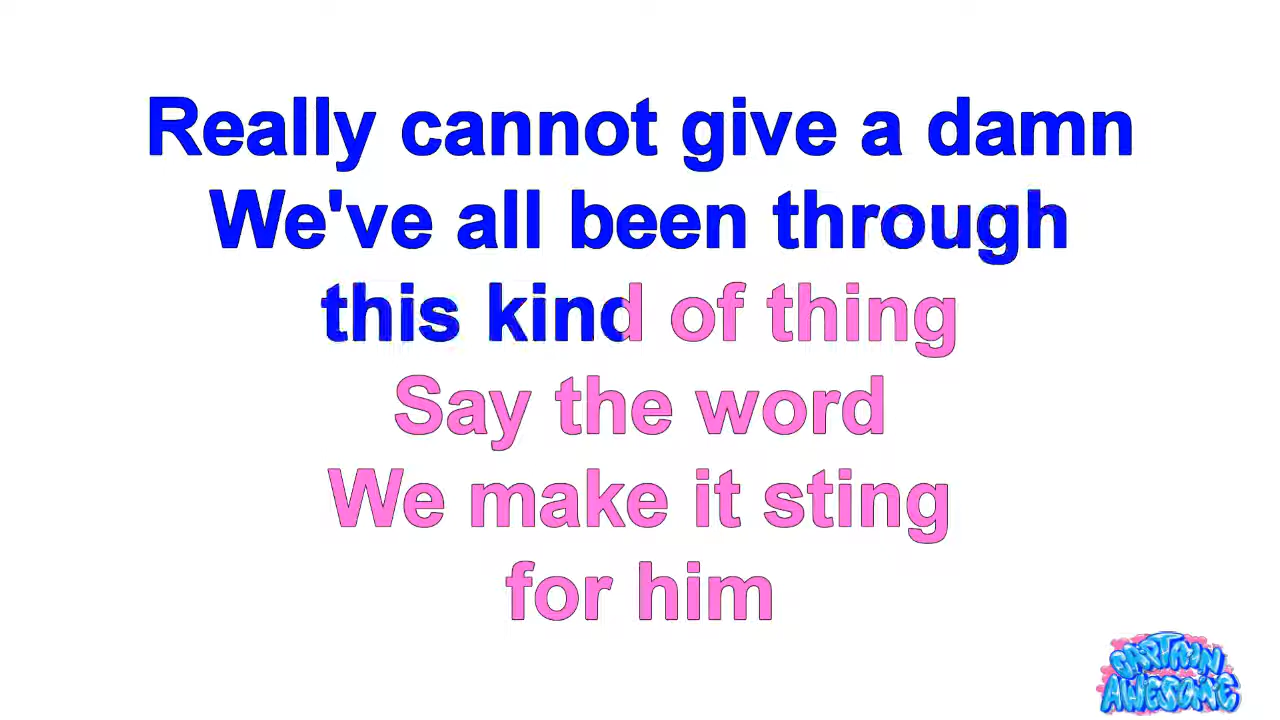 Really cannot give a damn
We've all been through
this kind of thing
Say the word
We make it sting
for him
CARTOON
AWESOME